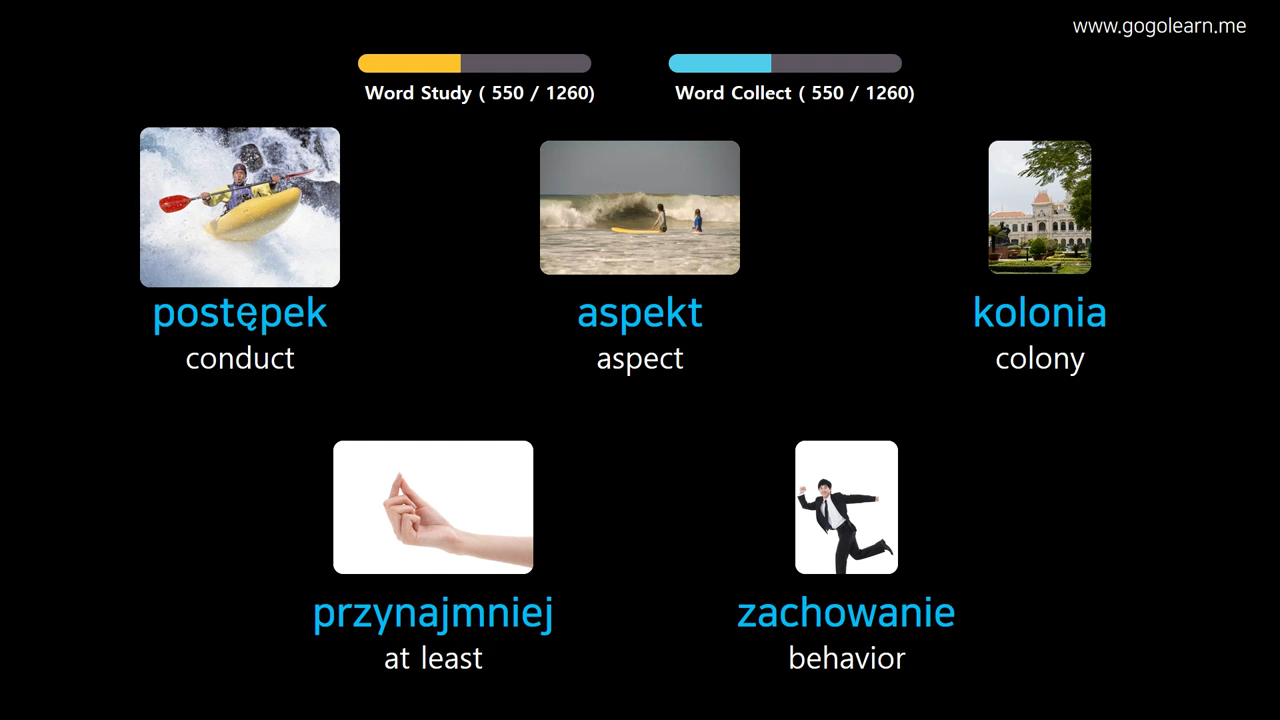 www.gogolearn.me
Word Study ( 550 / 1260)
Word Collect ( 550 / 1260)
postępek
conduct
aspekt
aspect
kolonia
colony
przynajmniej
at least
zachowanie
behavior